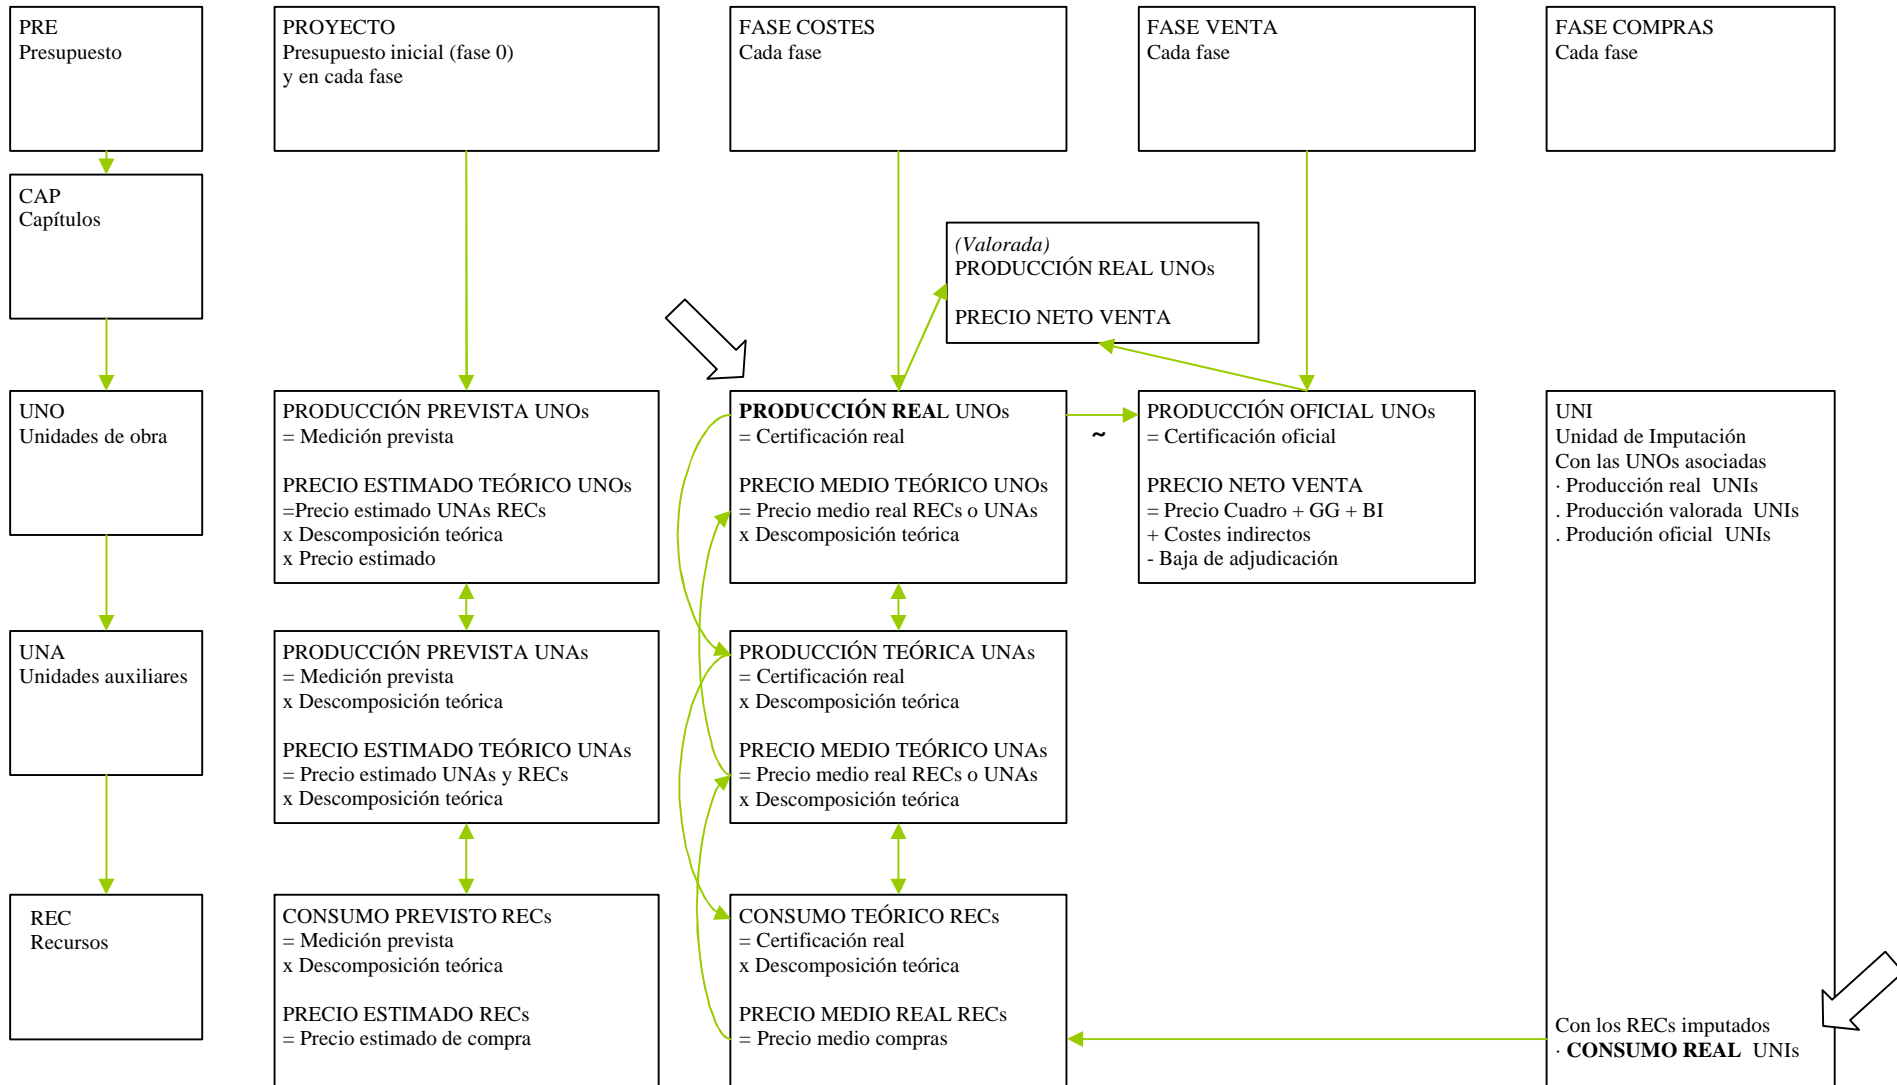 PRE
Presupuesto
PROYECTO
Presupuesto inicial (fase 0)
y en cada fase
FASE COSTES
Cada fase
FASE VENTA
Cada fase
FASE COMPRAS
Cada fase
CAP
Capítulos
(Valorada)
PRODUCCIÓN REAL UNOs
PRECIO NETO VENTA
UNO
Unidades de obra
PRODUCCIÓN PREVISTA UNOs
= Medición prevista
PRECIO ESTIMADO TEÓRICO UNOs
=Precio estimado UNAs RECs
x Descomposición teórica
x Precio estimado
PRODUCCIÓN REAL UNOs
= Certificación real
PRECIO MEDIO TEÓRICO UNOs
= Precio medio real RECs o UNAs
x Descomposición teórica
~
PRODUCCIÓN OFICIAL UNOs
= Certificación oficial
PRECIO NETO VENTA
= Precio Cuadro + GG + BI
+ Costes indirectos
- Baja de adjudicación
UNI
Unidad de Imputación
Con las UNOs asociadas
· Producción real UNIs
. Producción valorada UNIs
. Produción oficial UNIs
UNA
Unidades auxiliares
PRODUCCIÓN PREVISTA UNAs
= Medición prevista
x Descomposición teórica
PRECIO ESTIMADO TEÓRICO UNAs
= Precio estimado UNAs y RECs
x Descomposición teórica
PRODUCCIÓN TEÓRICA UNAs
= Certificación real
x Descomposición teórica
PRECIO MEDIO TEÓRICO UNAs
= Precio medio real RECs o UNAs
x Descomposición teórica
REC
Recursos
CONSUMO PREVISTO RECs
= Medición prevista
x Descomposición teórica
PRECIO ESTIMADO RECs
= Precio estimado de compra
CONSUMO TEÓRICO RECs
= Certificación real
x Descomposición teórica
PRECIO MEDIO REAL RECs
= Precio medio compras
Con los RECs imputados
· CONSUMO REAL UNIs